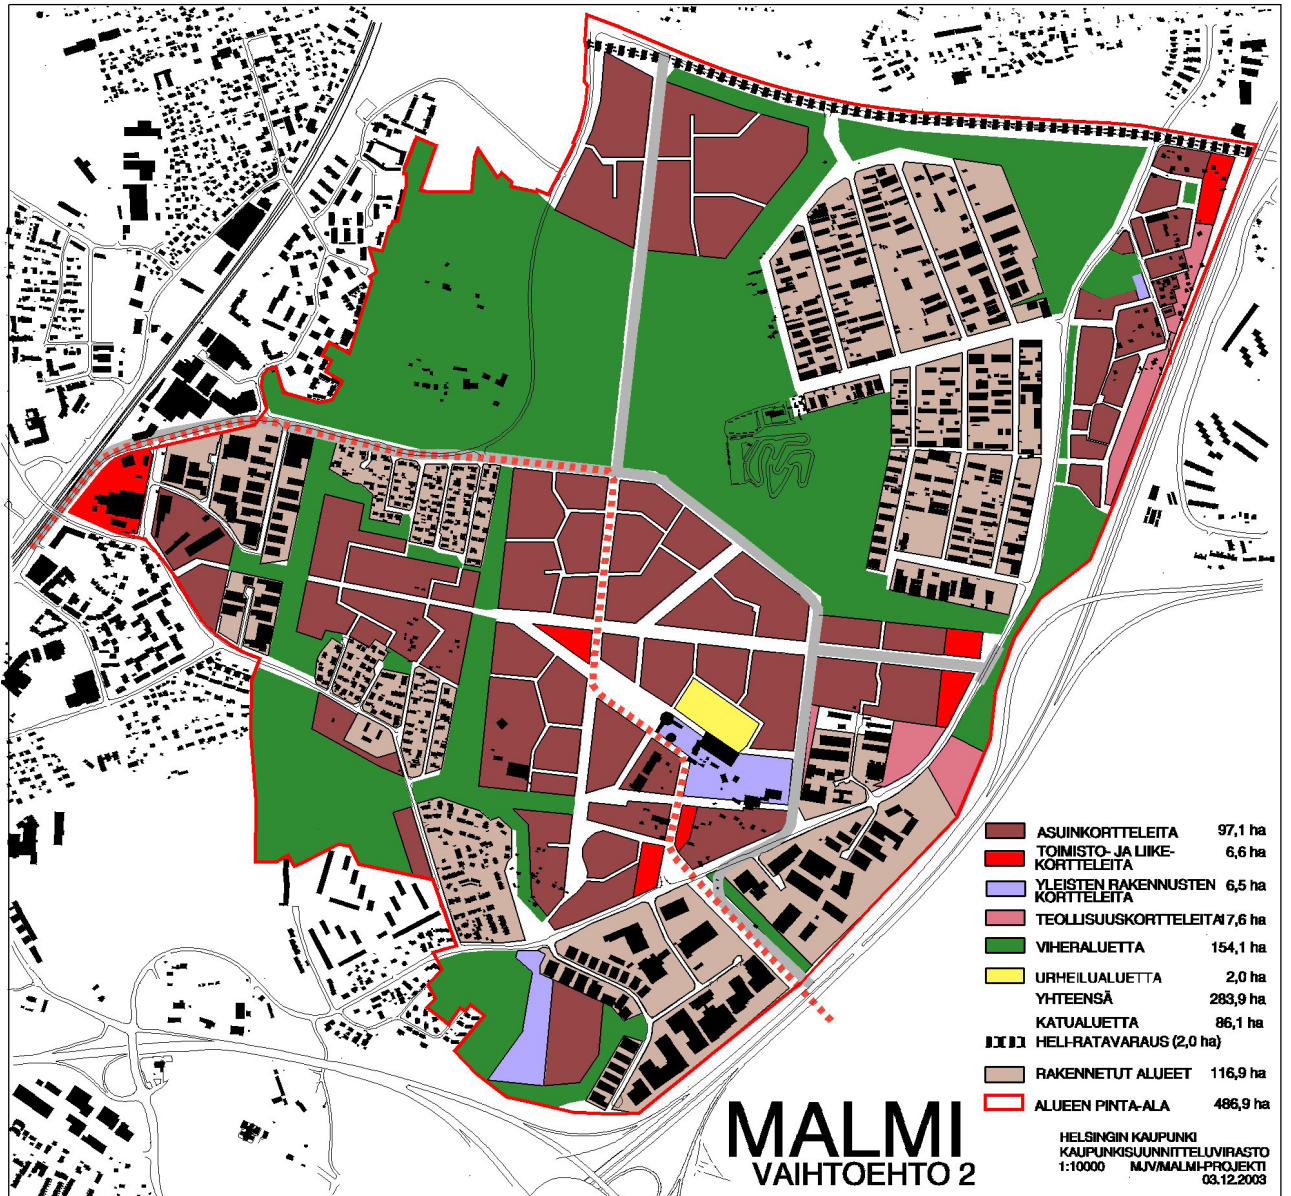 ASUINKORTTELEITA 97,1 ha
TOIMISTO- JA LIIKE-
KORTTELEITA 6,6 ha
YLEISTEN RAKENNUSTEN
KORTTELEITA 6,5 ha
TEOLLISUUSKORTTELEITA 17,6 ha
VIHERALUETTA 154,1 ha
URHEILUALUETTA 2,0 ha
YHTEENSÄ 283,9 ha
KATUALUETTA 86,1 ha
HELI-RATAVARAUS (2,0 ha)
RAKENNETUT ALUEET 116,9 ha
ALUEEN PINTA-ALA 486,9 ha
MALMI
VAIHTOEHTO 2
HELSINGIN KAUPUNKI
KAUPUNKISUUNNITTELUVIRASTO
1:10000 MJV/MALMI-PROJEKTI
03.12.2003